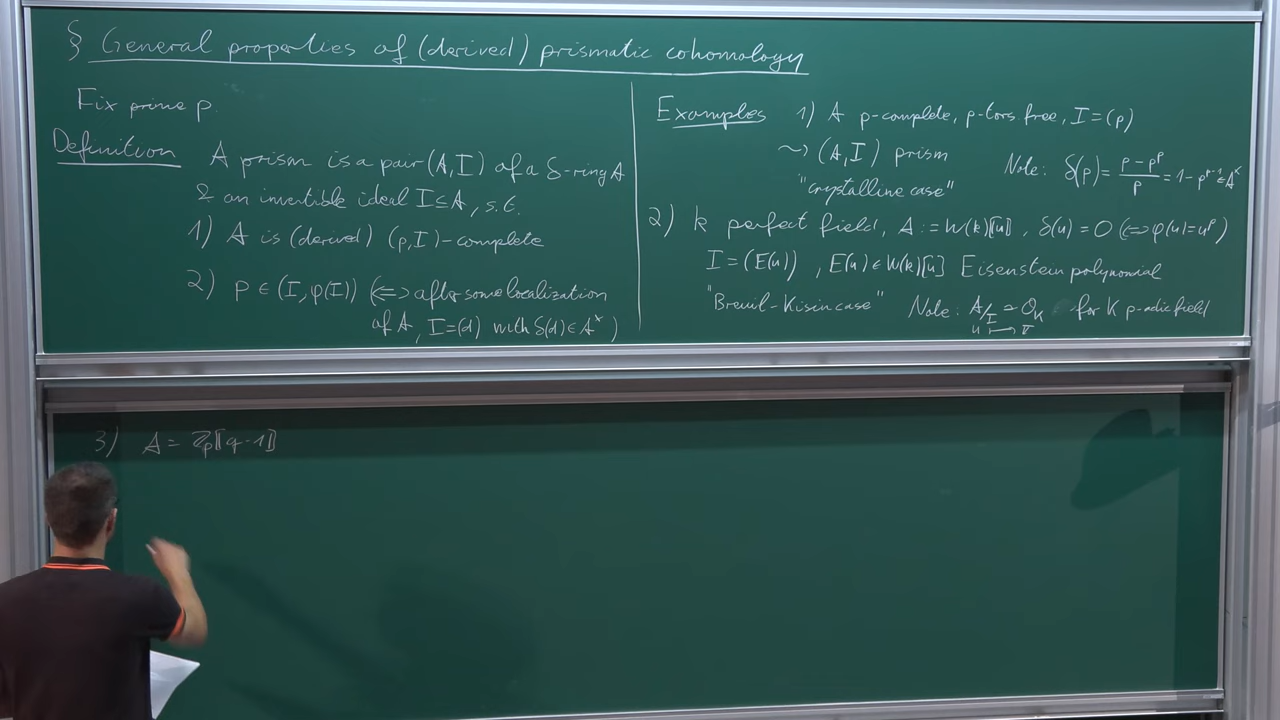 § General properties of (derived) prismatic cohomology
Fix prime p.
Definition A prism is a pair (A,I) of a δ-ring A
& an invertible ideal I⊆A, s.t.
1) A is (derived) (p,I)-complete
2) p ∈ (I,φ(I)) (⇔ after some localization
of A, I=(d) with δ(d)∈A^×)
Examples 1) A p-complete, p-tors. free, I=(p)
⇝ (A,I) prism
"crystalline case"
Note: δ(p) = (p-p^p)/p = 1-p^{p-1} ∈ A^×
2) k perfect field, A := W(k)⟦u⟧, δ(u)=0 (⇔ φ(u)=u^p)
I=(E(u)), E(u)∈W(k)[u] Eisenstein polynomial
"Breuil-Kisin case" Note: A/I ≃ O_K for K p-adic field
u ↦ π
3) A = ℤ_p⟦q-1⟧